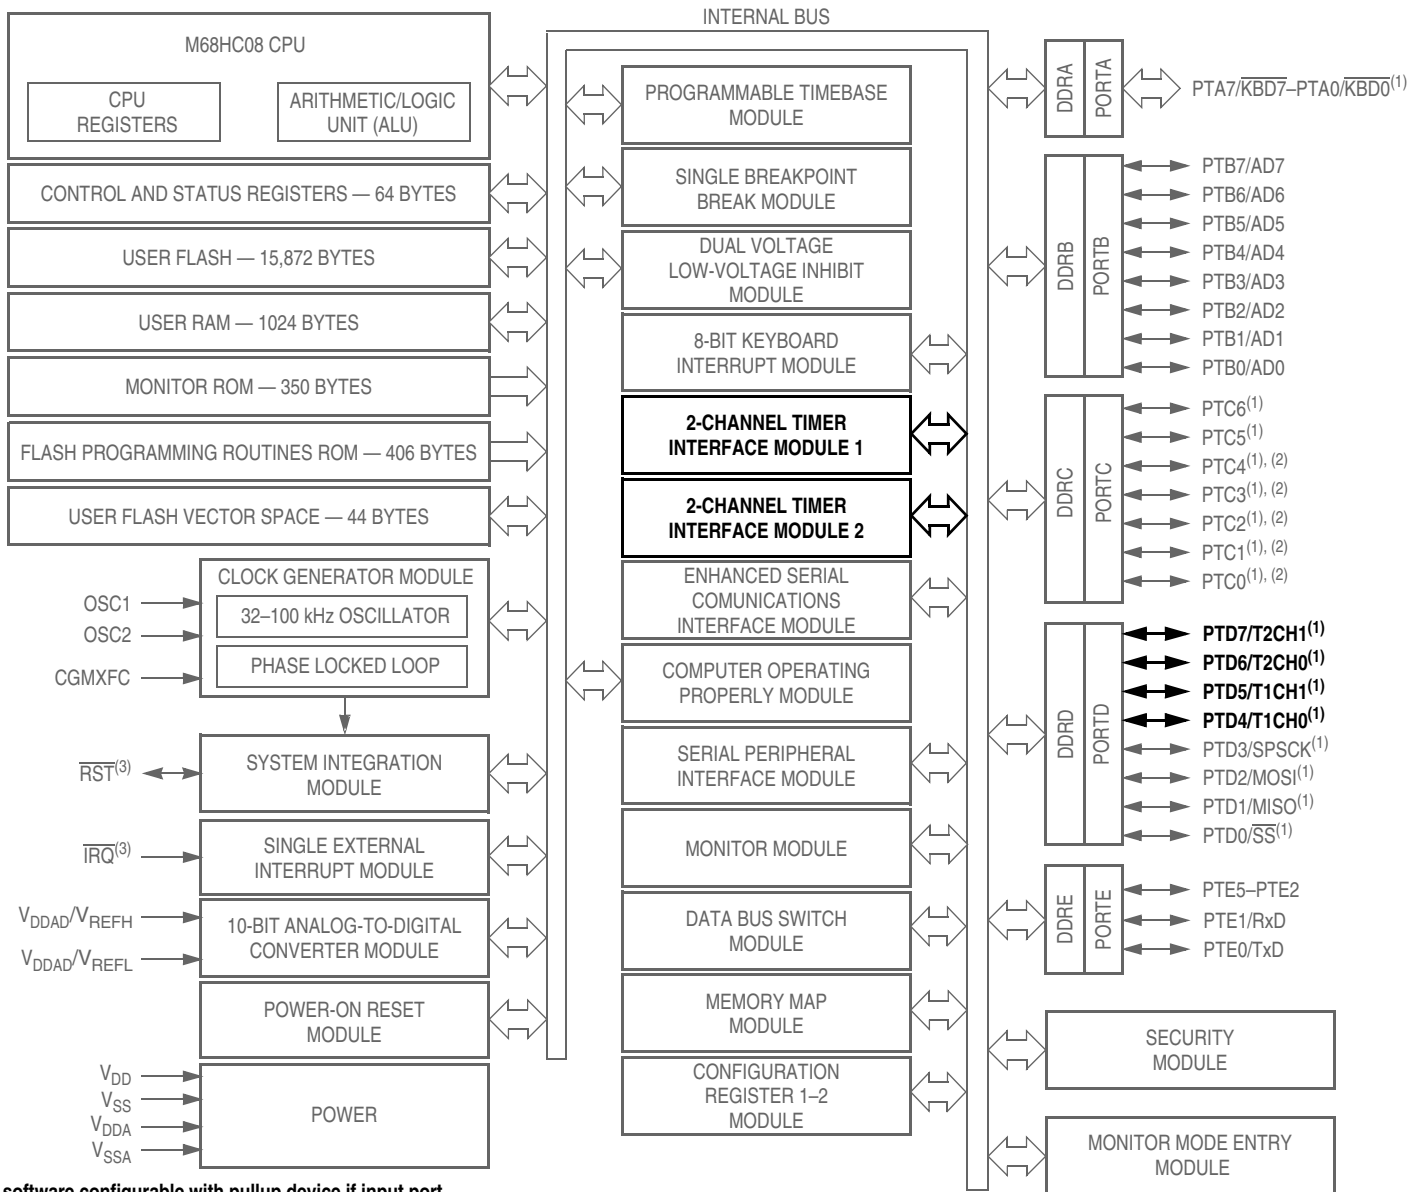 INTERNAL BUS
M68HC08 CPU
CPU
REGISTERS
ARITHMETIC/LOGIC
UNIT (ALU)
CONTROL AND STATUS REGISTERS — 64 BYTES
USER FLASH — 15,872 BYTES
USER RAM — 1024 BYTES
MONITOR ROM — 350 BYTES
FLASH PROGRAMMING ROUTINES ROM — 406 BYTES
USER FLASH VECTOR SPACE — 44 BYTES
CLOCK GENERATOR MODULE
32–100 kHz OSCILLATOR
PHASE LOCKED LOOP
OSC1
OSC2
CGMXFC
SYSTEM INTEGRATION
MODULE
RST(3)
SINGLE EXTERNAL
INTERRUPT MODULE
IRQ(3)
10-BIT ANALOG-TO-DIGITAL
CONVERTER MODULE
VDDAD/VREFH
VDDAD/VREFL
POWER-ON RESET
MODULE
POWER
VDD
VSS
VDDA
VSSA
PROGRAMMABLE TIMEBASE
MODULE
SINGLE BREAKPOINT
BREAK MODULE
DUAL VOLTAGE
LOW-VOLTAGE INHIBIT
MODULE
8-BIT KEYBOARD
INTERRUPT MODULE
2-CHANNEL TIMER
INTERFACE MODULE 1
2-CHANNEL TIMER
INTERFACE MODULE 2
ENHANCED SERIAL
COMUNICATIONS
INTERFACE MODULE
COMPUTER OPERATING
PROPERLY MODULE
SERIAL PERIPHERAL
INTERFACE MODULE
MONITOR MODULE
DATA BUS SWITCH
MODULE
MEMORY MAP
MODULE
CONFIGURATION
REGISTER 1–2
MODULE
DDRA
PORTA
PTA7/KBD7–PTA0/KBD0(1)
DDRB
PORTB
PTB7/AD7
PTB6/AD6
PTB5/AD5
PTB4/AD4
PTB3/AD3
PTB2/AD2
PTB1/AD1
PTB0/AD0
DDRC
PORTC
PTC6(1)
PTC5(1)
PTC4(1), (2)
PTC3(1), (2)
PTC2(1), (2)
PTC1(1), (2)
PTC0(1), (2)
DDRD
PORTD
PTD7/T2CH1(1)
PTD6/T2CH0(1)
PTD5/T1CH1(1)
PTD4/T1CH0(1)
PTD3/SPSCK(1)
PTD2/MOSI(1)
PTD1/MISO(1)
PTD0/SS(1)
DDRE
PORTE
PTE5–PTE2
PTE1/RxD
PTE0/TxD
SECURITY
MODULE
MONITOR MODE ENTRY
MODULE
software configurable with pullup device if input port